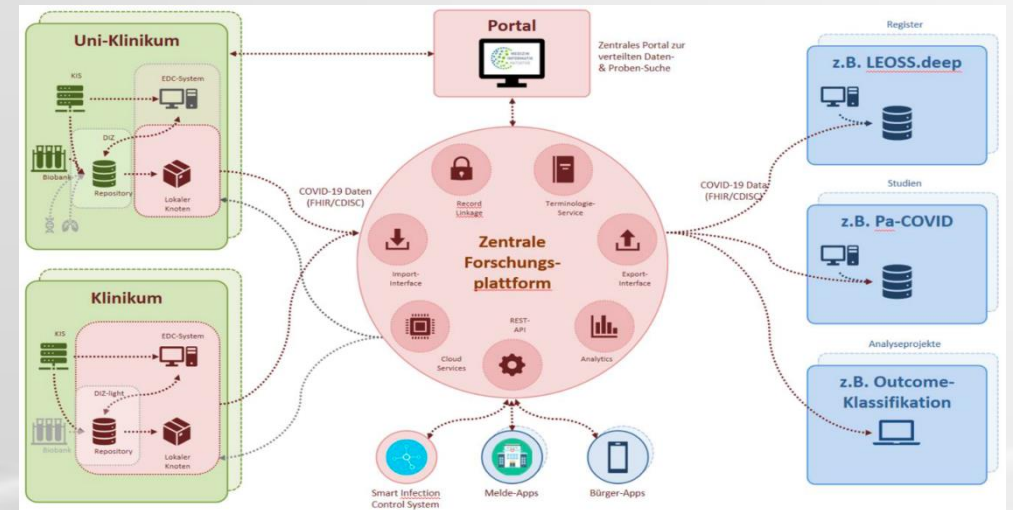 Uni-Klinikum
KIS
EDC-System
DIZ
Biobank
Repository
Lokaler
Knoten
Klinikum
KIS
EDC-System
DIZ-light
Biobank
Repository
Lokaler
Knoten
COVID-19 Daten
(FHIR/CDISC)
Portal
Zentrales Portal zur
verteilten Daten-
& Proben-Suche
Record
Linkage
Terminologie-
Service
Zentrale
Forschungs-
plattform
Import-
Interface
Export-
Interface
REST-
API
Cloud
Services
Analytics
Smart Infection
Control System
Melde-Apps
Bürger-Apps
COVID-19 Data
(FHIR/CDISC)
Register
z.B. LEOSS.deep
Studien
z.B. Pa-COVID
Analyseprojekte
z.B. Outcome-
Klassifikation